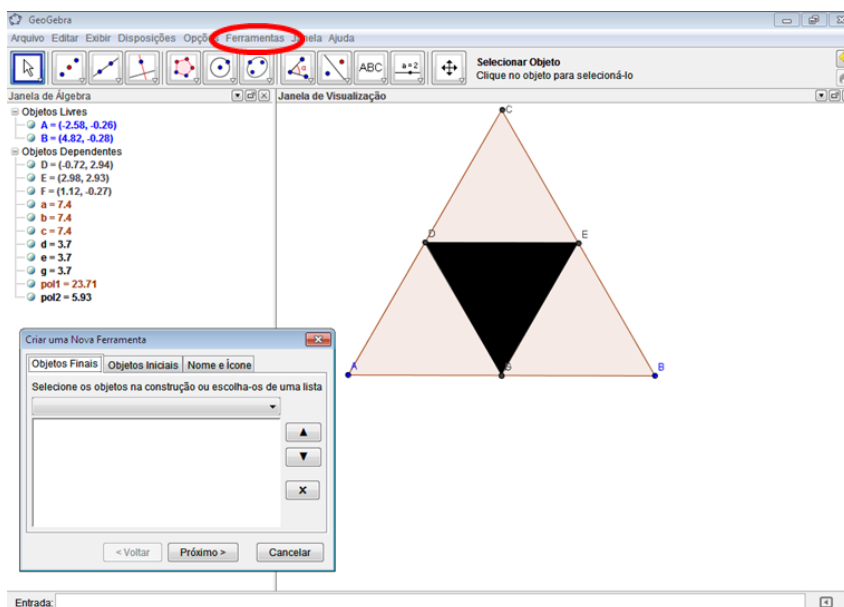 GeoGebra
Arquivo Editar Exibir Disposições Opções Ferramentas Janela Ajuda
ABC
a=2
Selecionar Objeto
Clique no objeto para selecioná-lo
Janela de Álgebra
Janela de Visualização
Objetos Livres
A = (-2.58, -0.26)
B = (4.82, -0.28)
Objetos Dependentes
D = (-0.72, 2.94)
E = (2.98, 2.93)
F = (1.12, -0.27)
a = 7.4
b = 7.4
c = 7.4
d = 3.7
e = 3.7
g = 3.7
pol1 = 23.71
pol2 = 5.93
C
D
E
A
B
Criar uma Nova Ferramenta
Objetos Finais Objetos Iniciais Nome e Ícone
Selecione os objetos na construção ou escolha-os de uma lista
< Voltar Próximo > Cancelar
Entrada: